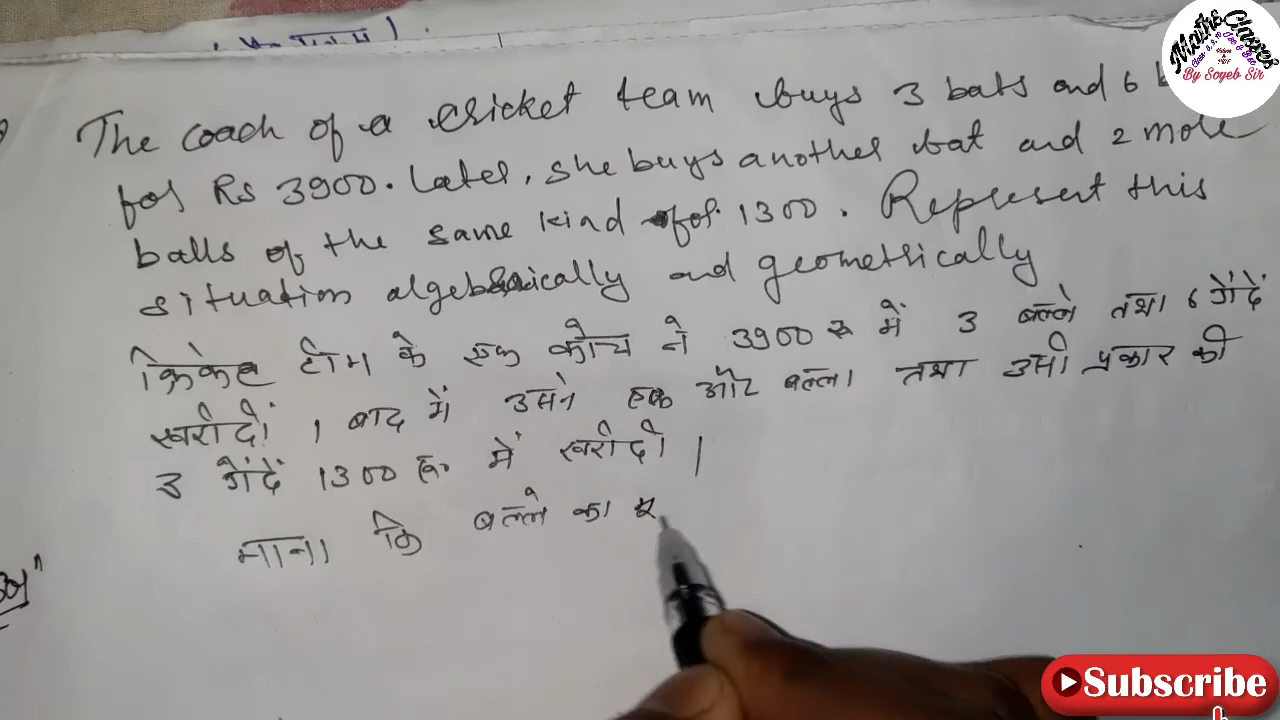 The coach of a cricket team buys 3 bats and 6
for Rs 3900. Later, she buys another bat and 2 more
balls of the same kind for 1300. Represent this
situation algebraically and geometrically
क्रिकेट टीम के एक कोच ने 3900 रू में 3 बल्ले तथा 6 गेंदें
खरीदीं । बाद में उसने एक और बल्ला तथा उसी प्रकार की
3 गेंदें 1300 रू॰ में खरीदी ।
माना कि बल्ले का
Maths Classes
By Soyeb Sir
Subscribe